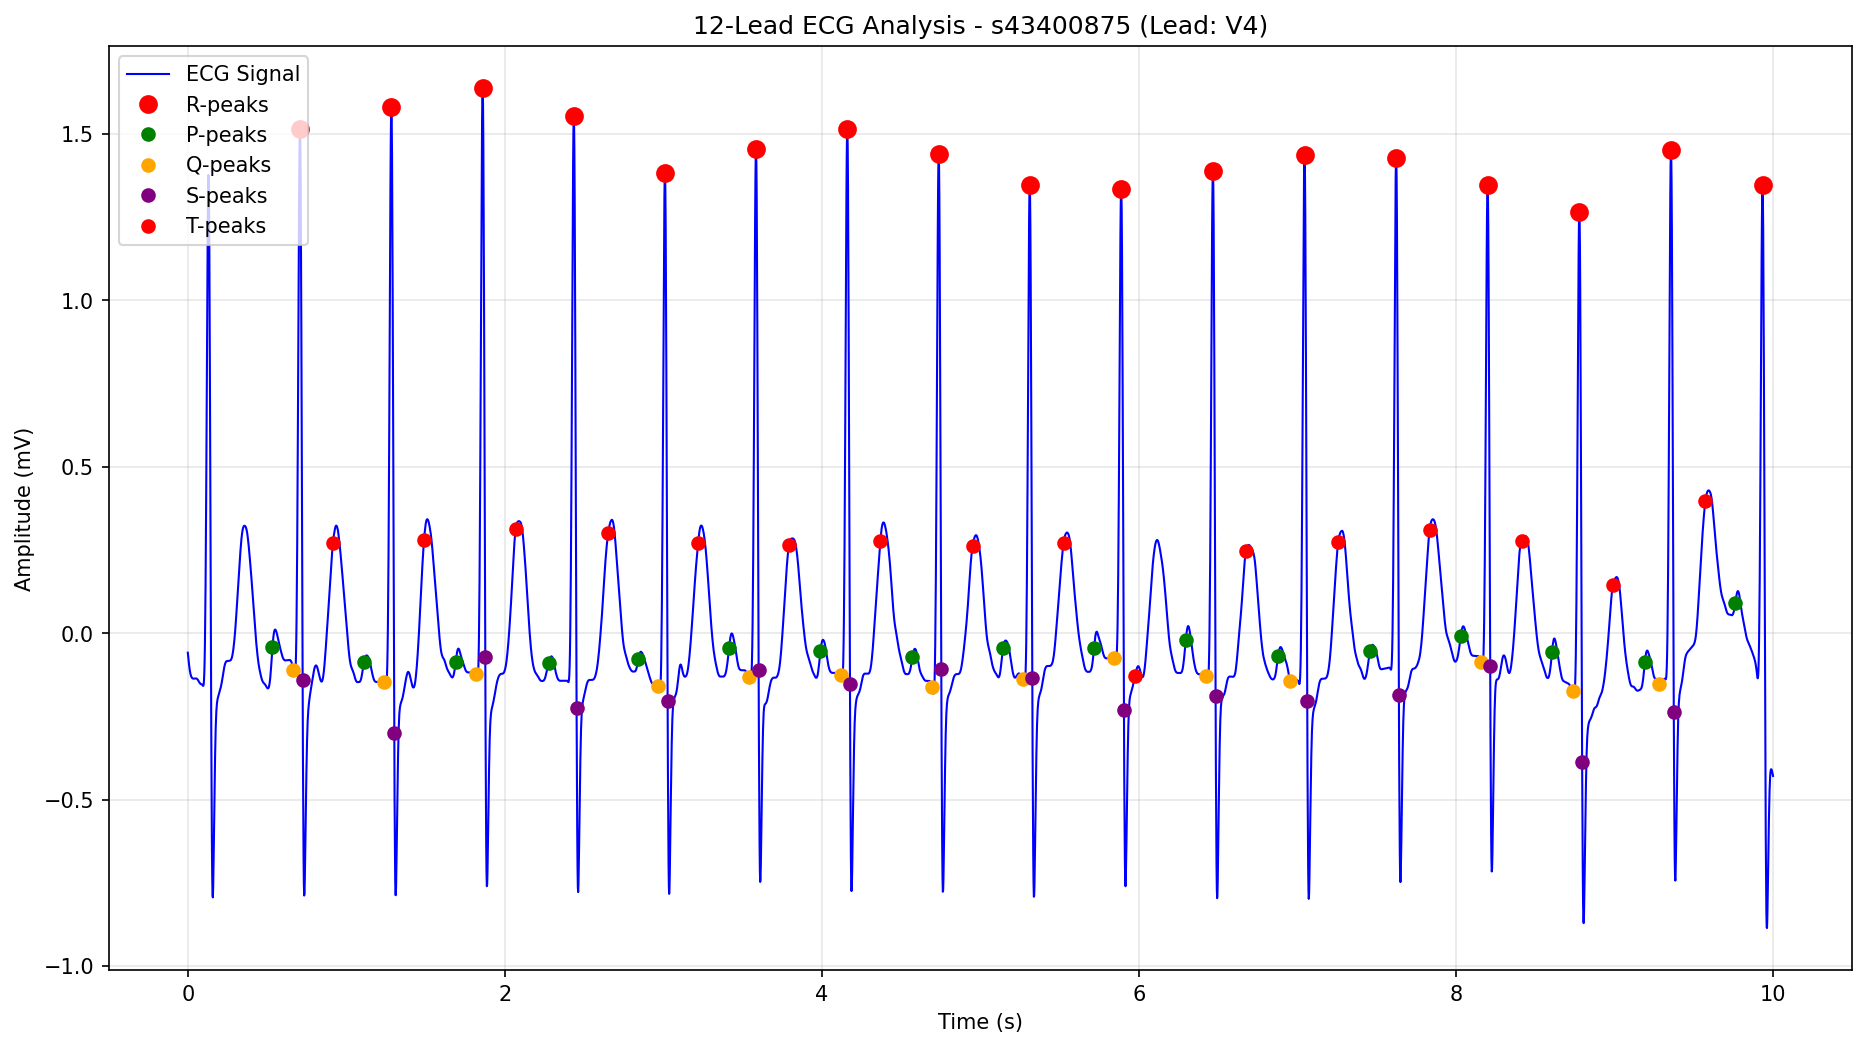 12-Lead ECG Analysis - s43400875 (Lead: V4)
ECG Signal
R-peaks
P-peaks
Q-peaks
S-peaks
T-peaks
Amplitude (mV)
1.5
1.0
0.5
0.0
−0.5
−1.0
0 2 4 6 8 10
Time (s)